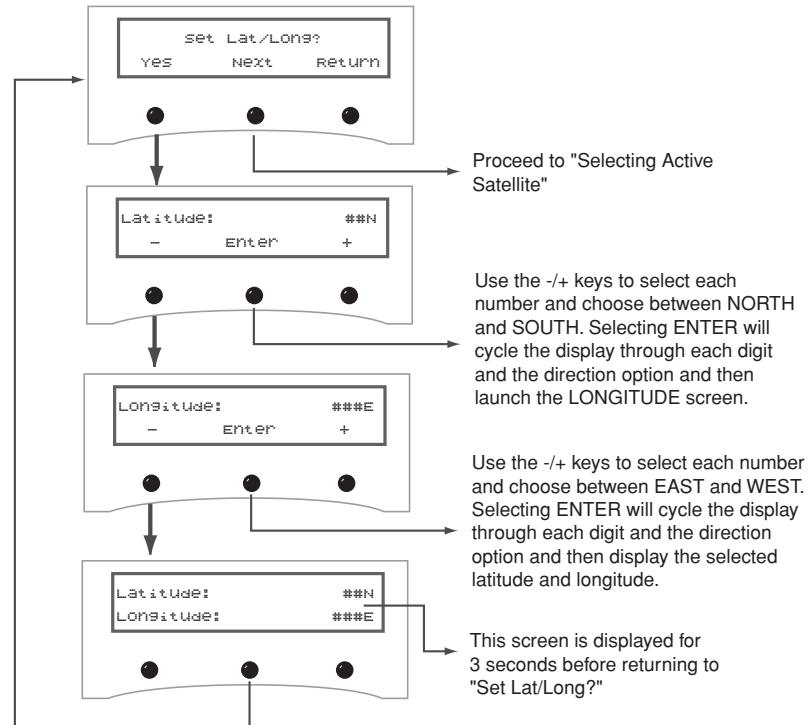 Set Lat/Long?
Yes Next Return
Proceed to "Selecting Active
Satellite"
Latitude: ##N
- Enter +
Use the -/+ keys to select each
number and choose between NORTH
and SOUTH. Selecting ENTER will
cycle the display through each digit
and the direction option and then
launch the LONGITUDE screen.
Longitude: ###E
- Enter +
Use the -/+ keys to select each number
and choose between EAST and WEST.
Selecting ENTER will cycle the display
through each digit and the direction
option and then display the selected
latitude and longitude.
Latitude: ##N
Longitude: ###E
This screen is displayed for
3 seconds before returning to
"Set Lat/Long?"